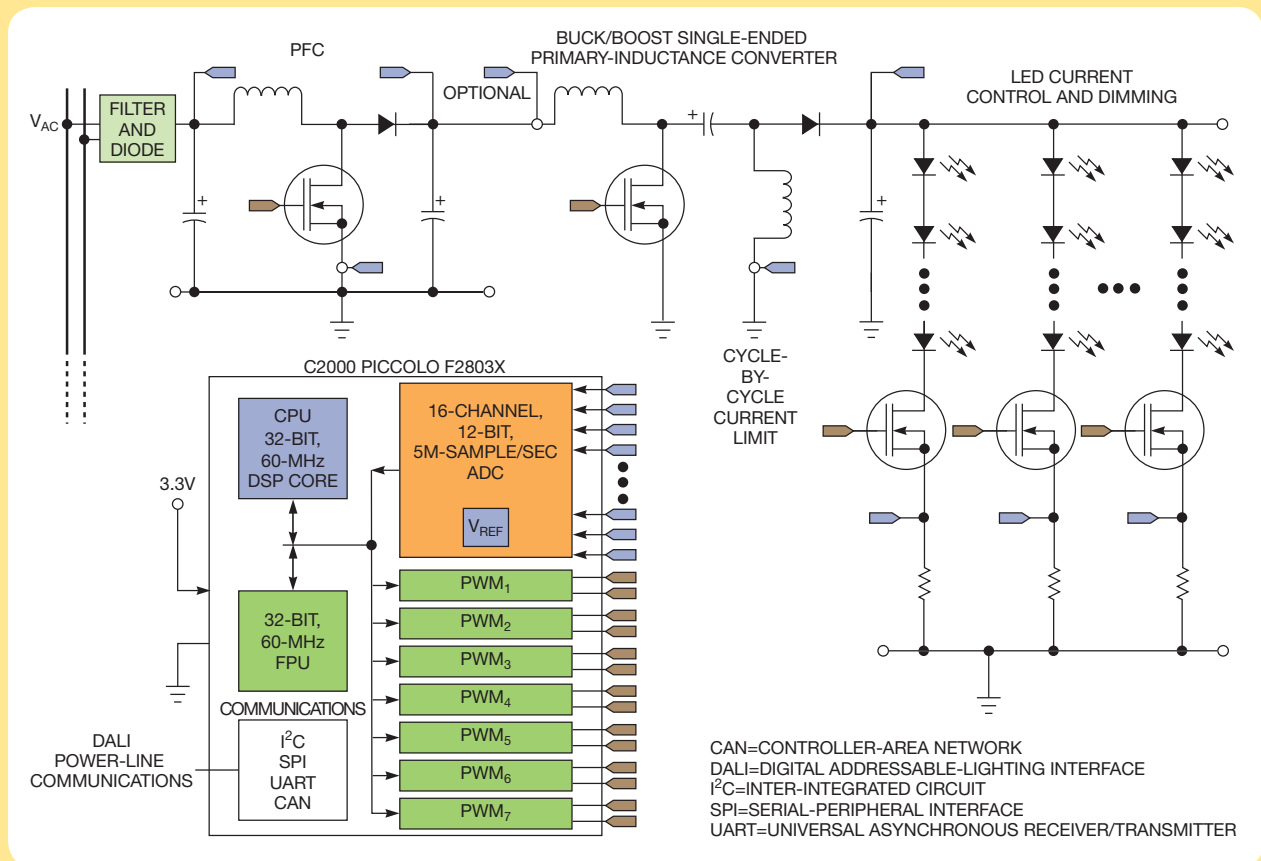 PFC
BUCK/BOOST SINGLE-ENDED
PRIMARY-INDUCTANCE CONVERTER
OPTIONAL
LED CURRENT
CONTROL AND DIMMING
V_AC
FILTER
AND
DIODE
+
+
+
+
CYCLE-
BY-
CYCLE
CURRENT
LIMIT
C2000 PICCOLO F2803X
CPU
32-BIT,
60-MHz
DSP CORE
16-CHANNEL,
12-BIT,
5M-SAMPLE/SEC
ADC
V_REF
3.3V
32-BIT,
60-MHz
FPU
PWM₁
PWM₂
PWM₃
PWM₄
PWM₅
PWM₆
PWM₇
COMMUNICATIONS
I²C
SPI
UART
CAN
DALI
POWER-LINE
COMMUNICATIONS
CAN=CONTROLLER-AREA NETWORK
DALI=DIGITAL ADDRESSABLE-LIGHTING INTERFACE
I²C=INTER-INTEGRATED CIRCUIT
SPI=SERIAL-PERIPHERAL INTERFACE
UART=UNIVERSAL ASYNCHRONOUS RECEIVER/TRANSMITTER